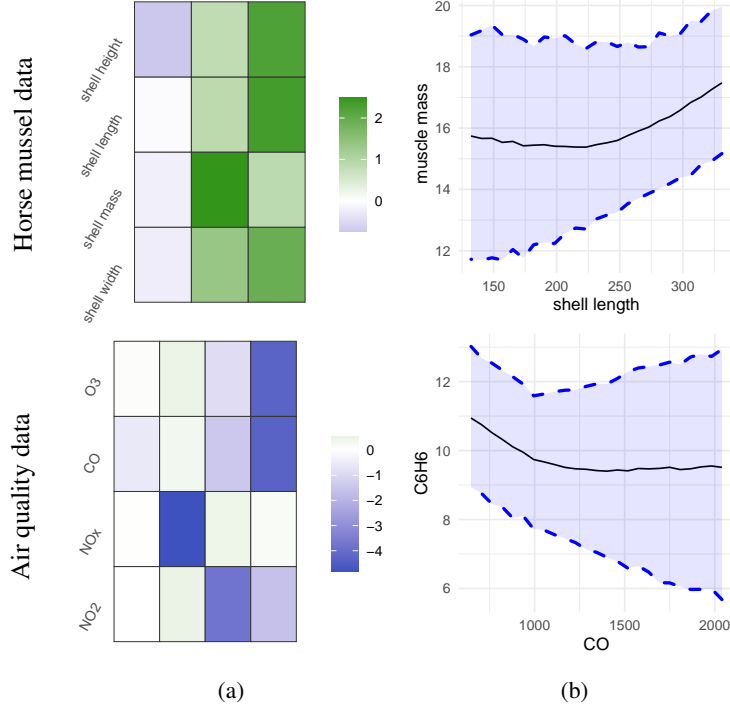 Horse mussel data
shell height
shell length
shell mass
shell width
2
1
0
muscle mass
20
18
16
14
12
150
200
250
300
shell length
Air quality data
O3
CO
NOx
NO2
0
−1
−2
−3
−4
C6H6
12
10
8
6
1000
1500
2000
CO
(a)
(b)